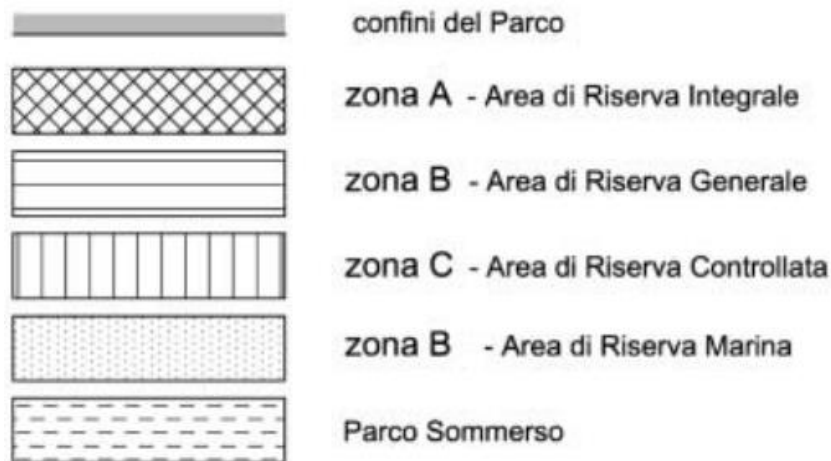 confini del Parco
zona A - Area di Riserva Integrale
zona B - Area di Riserva Generale
zona C - Area di Riserva Controllata
zona B - Area di Riserva Marina
Parco Sommerso